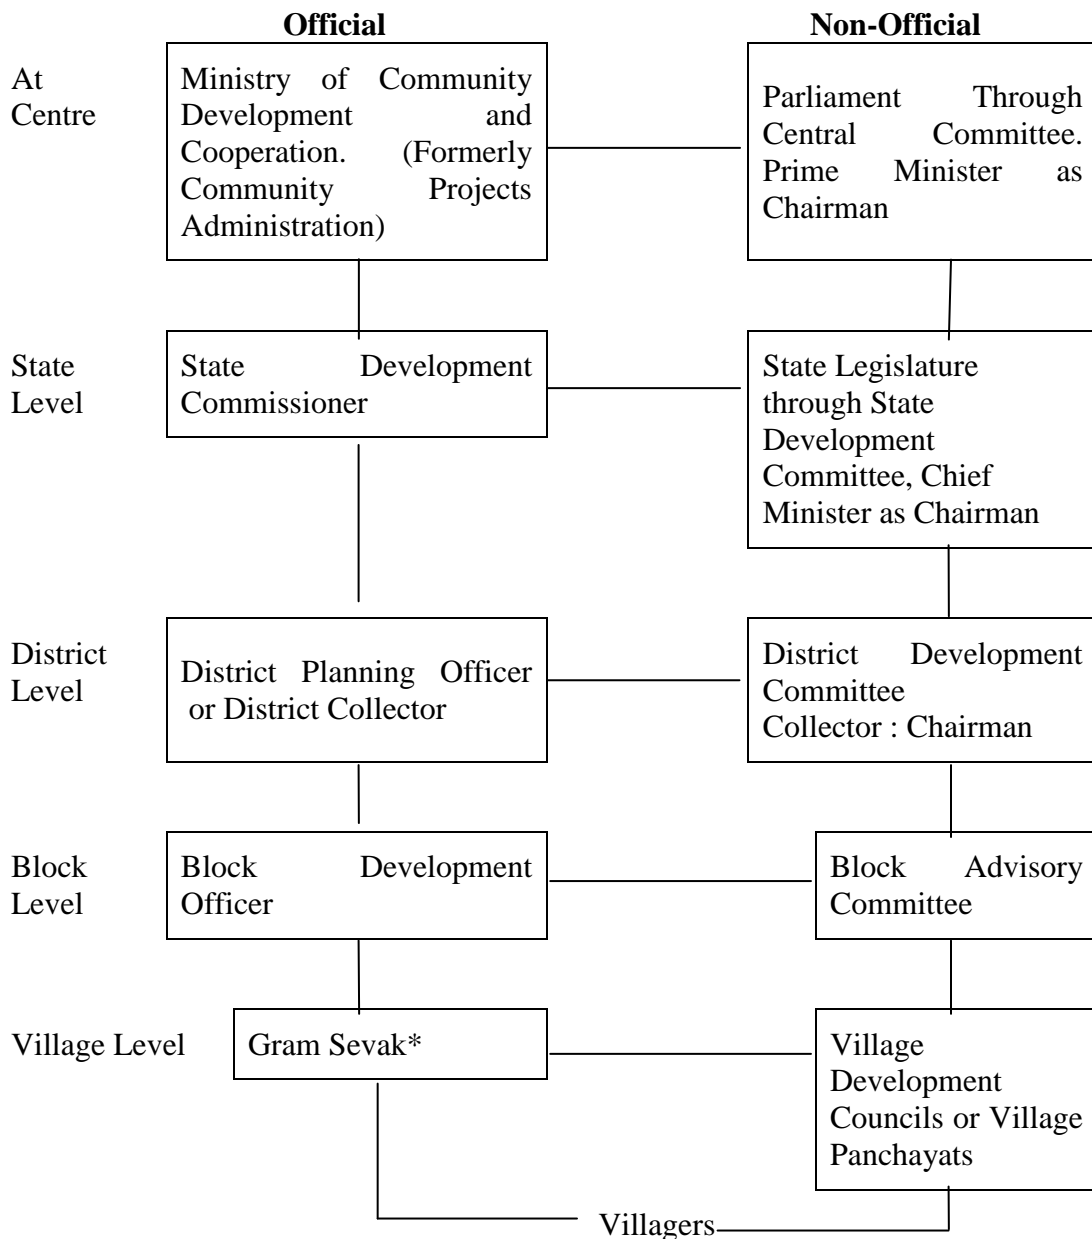 Official
Non-Official
At
Centre
Ministry of Community
Development and
Cooperation. (Formerly
Community Projects
Administration)
Parliament Through
Central Committee.
Prime Minister as
Chairman
State
Level
State Development
Commissioner
State Legislature
through State
Development
Committee, Chief
Minister as Chairman
District
Level
District Planning Officer
or District Collector
District Development
Committee
Collector : Chairman
Block
Level
Block Development
Officer
Block Advisory
Committee
Village Level
Gram Sevak*
Village
Development
Councils or Village
Panchayats
Villagers